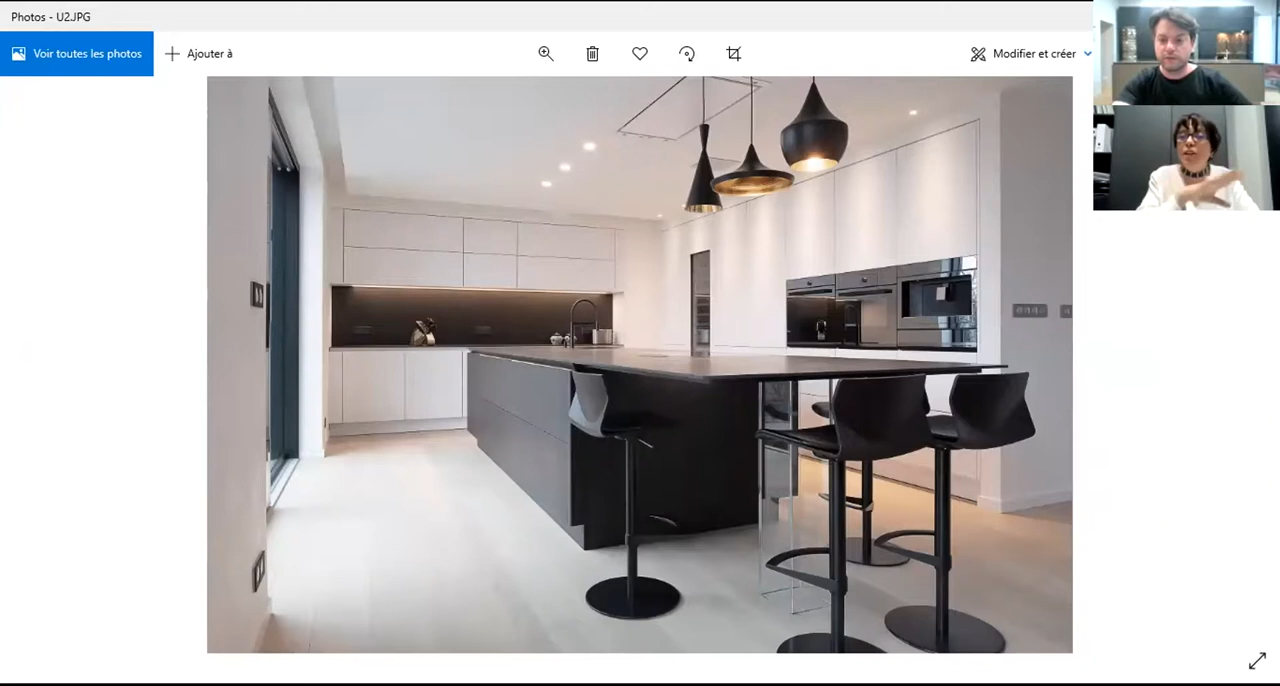 Photos - U2.JPG
Voir toutes les photos
Ajouter à
Modifier et créer